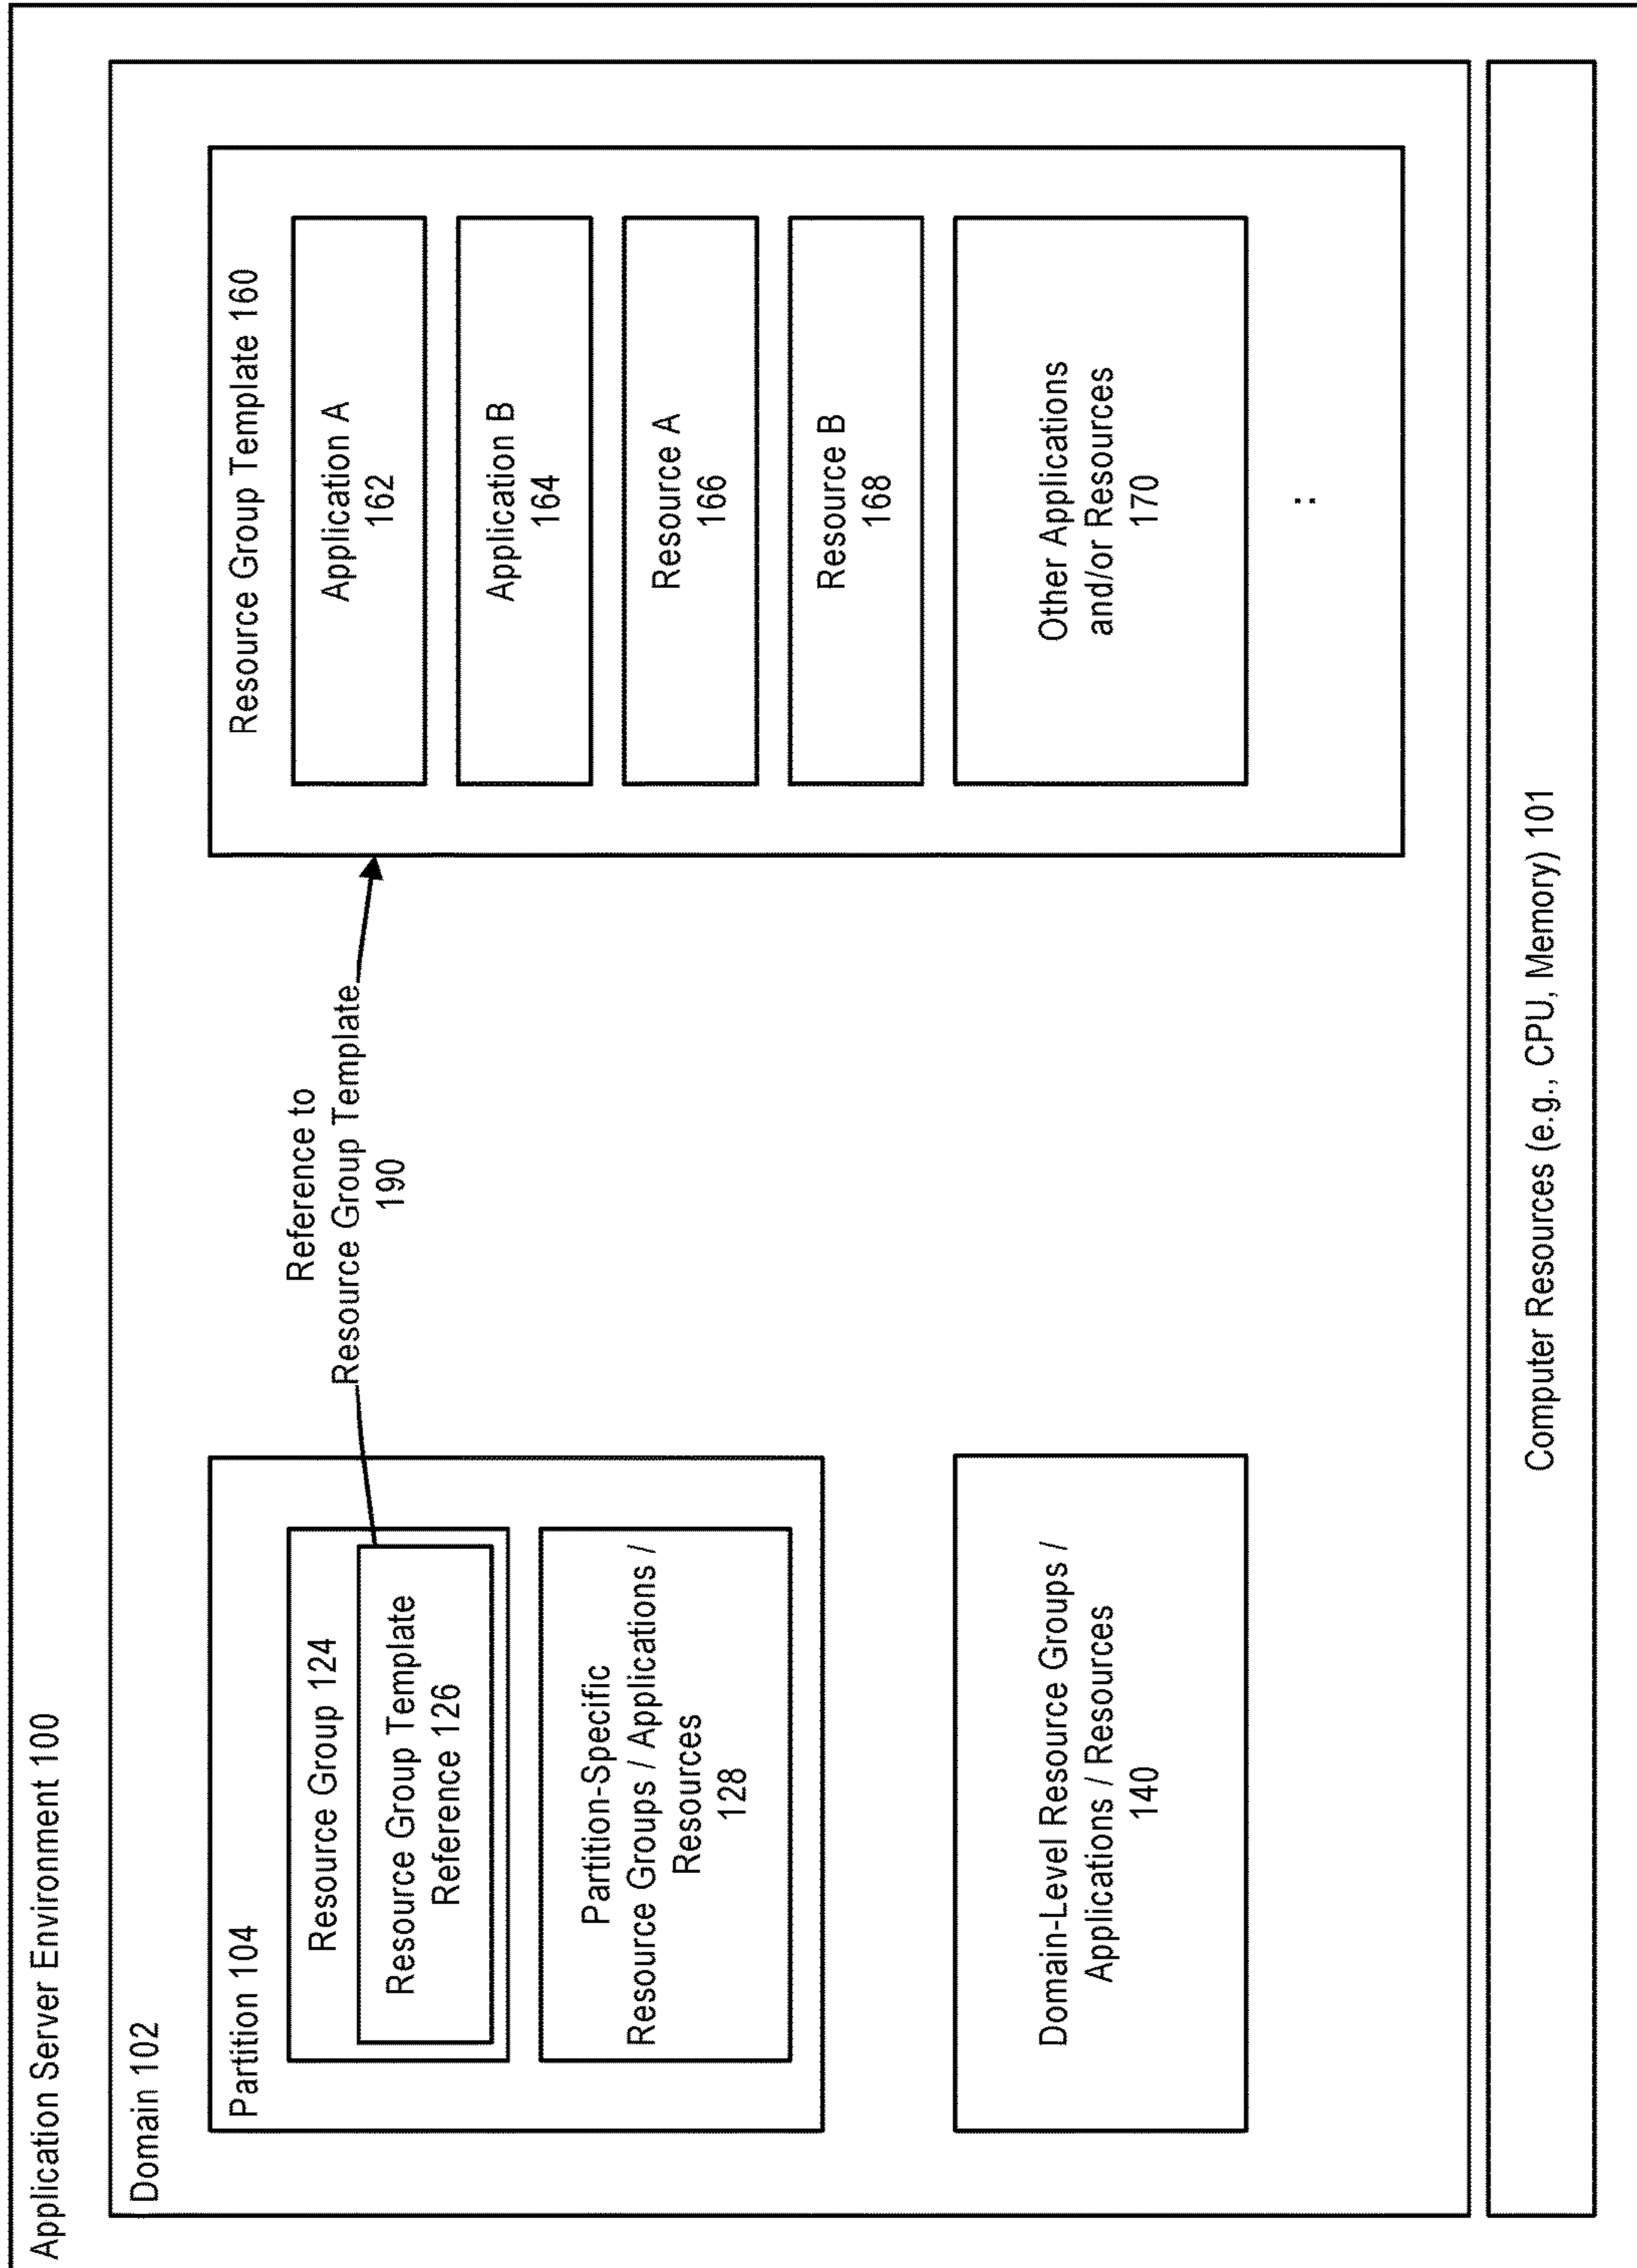 Application Server Environment 100
Domain 102
Partition 104
Resource Group 124
Resource Group Template
Reference 126
Partition-Specific
Resource Groups / Applications /
Resources
128
Domain-Level Resource Groups /
Applications / Resources
140
Reference to
Resource Group Template
190
Resource Group Template 160
Application A
162
Application B
164
Resource A
166
Resource B
168
Other Applications
and/or Resources
170
..
Computer Resources (e.g., CPU, Memory) 101